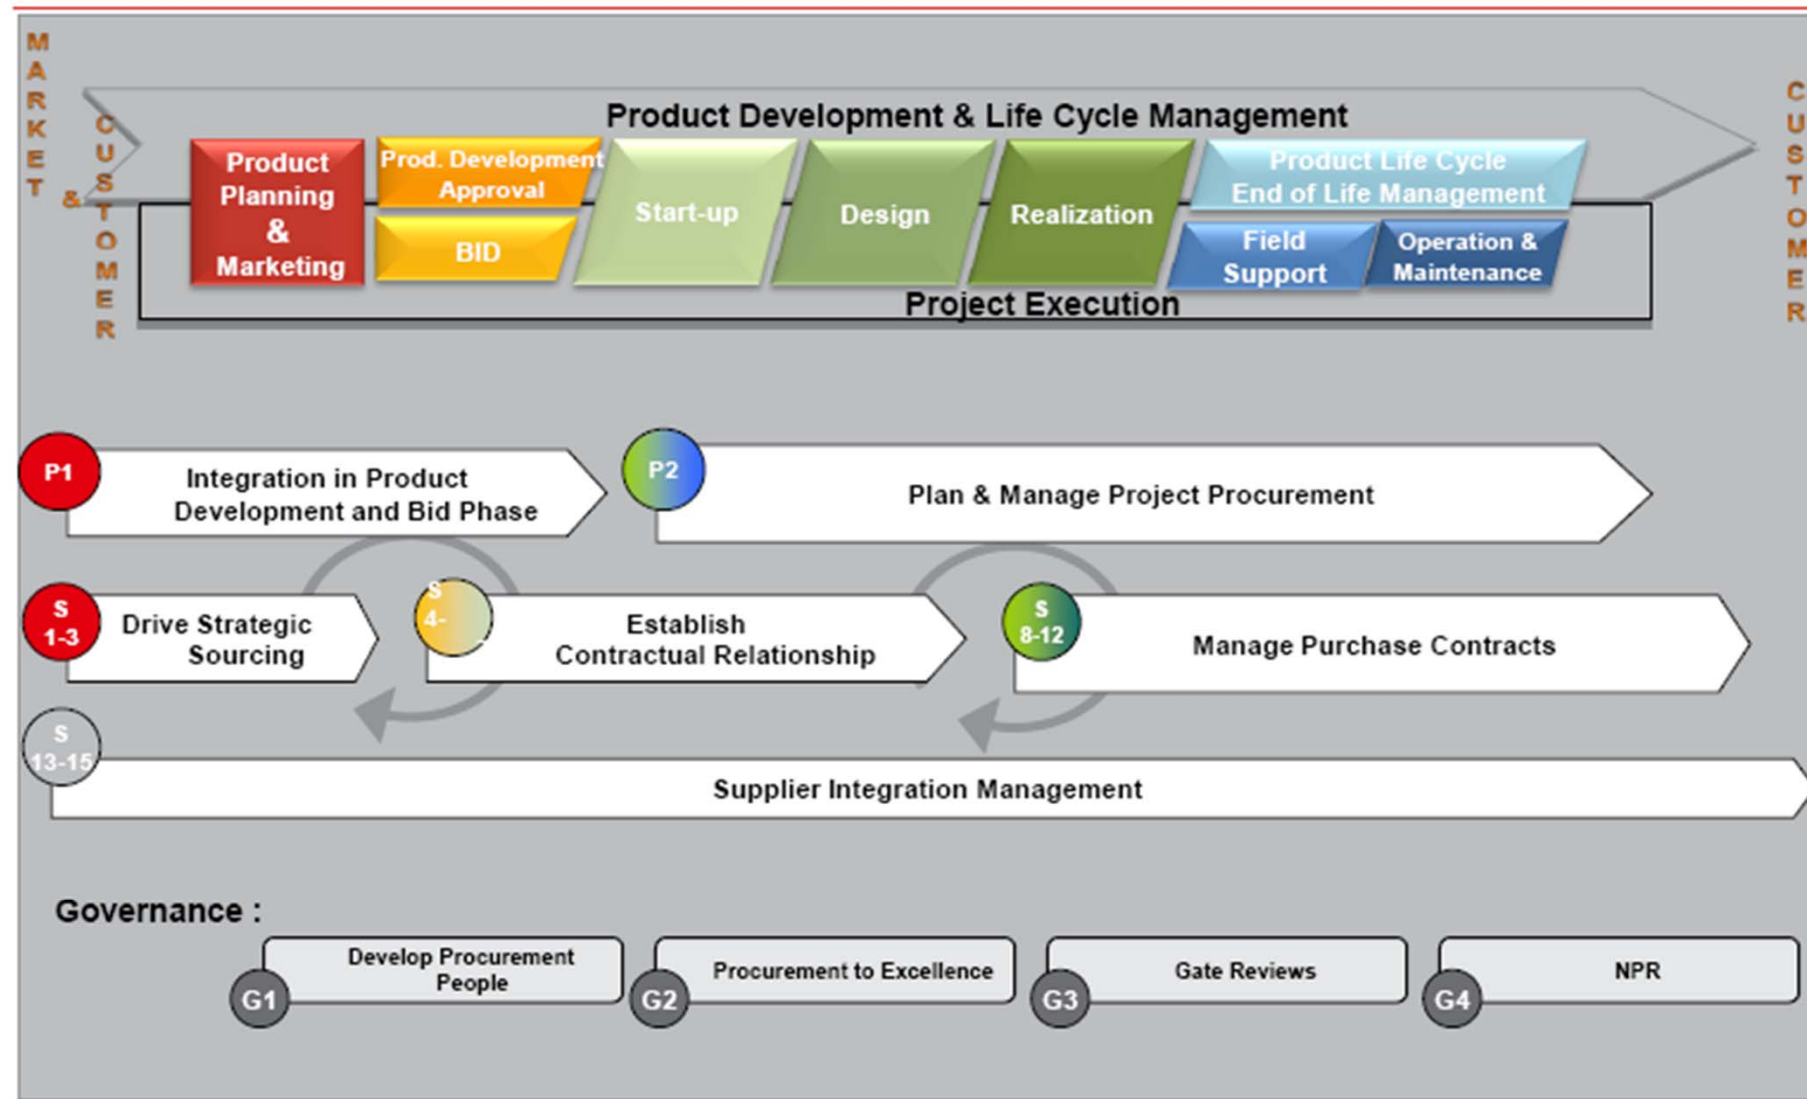 MARKET
&
CUSTOMER
CUSTOMER
Product Development & Life Cycle Management
Product
Planning
&
Marketing
Prod. Development
Approval
BID
Start-up
Design
Realization
Product Life Cycle
End of Life Management
Field
Support
Operation &
Maintenance
Project Execution
P1
Integration in Product
Development and Bid Phase
P2
Plan & Manage Project Procurement
S
1-3
Drive Strategic
Sourcing
S
4-
Establish
Contractual Relationship
S
8-12
Manage Purchase Contracts
S
13-15
Supplier Integration Management
Governance :
G1
Develop Procurement
People
G2
Procurement to Excellence
G3
Gate Reviews
G4
NPR